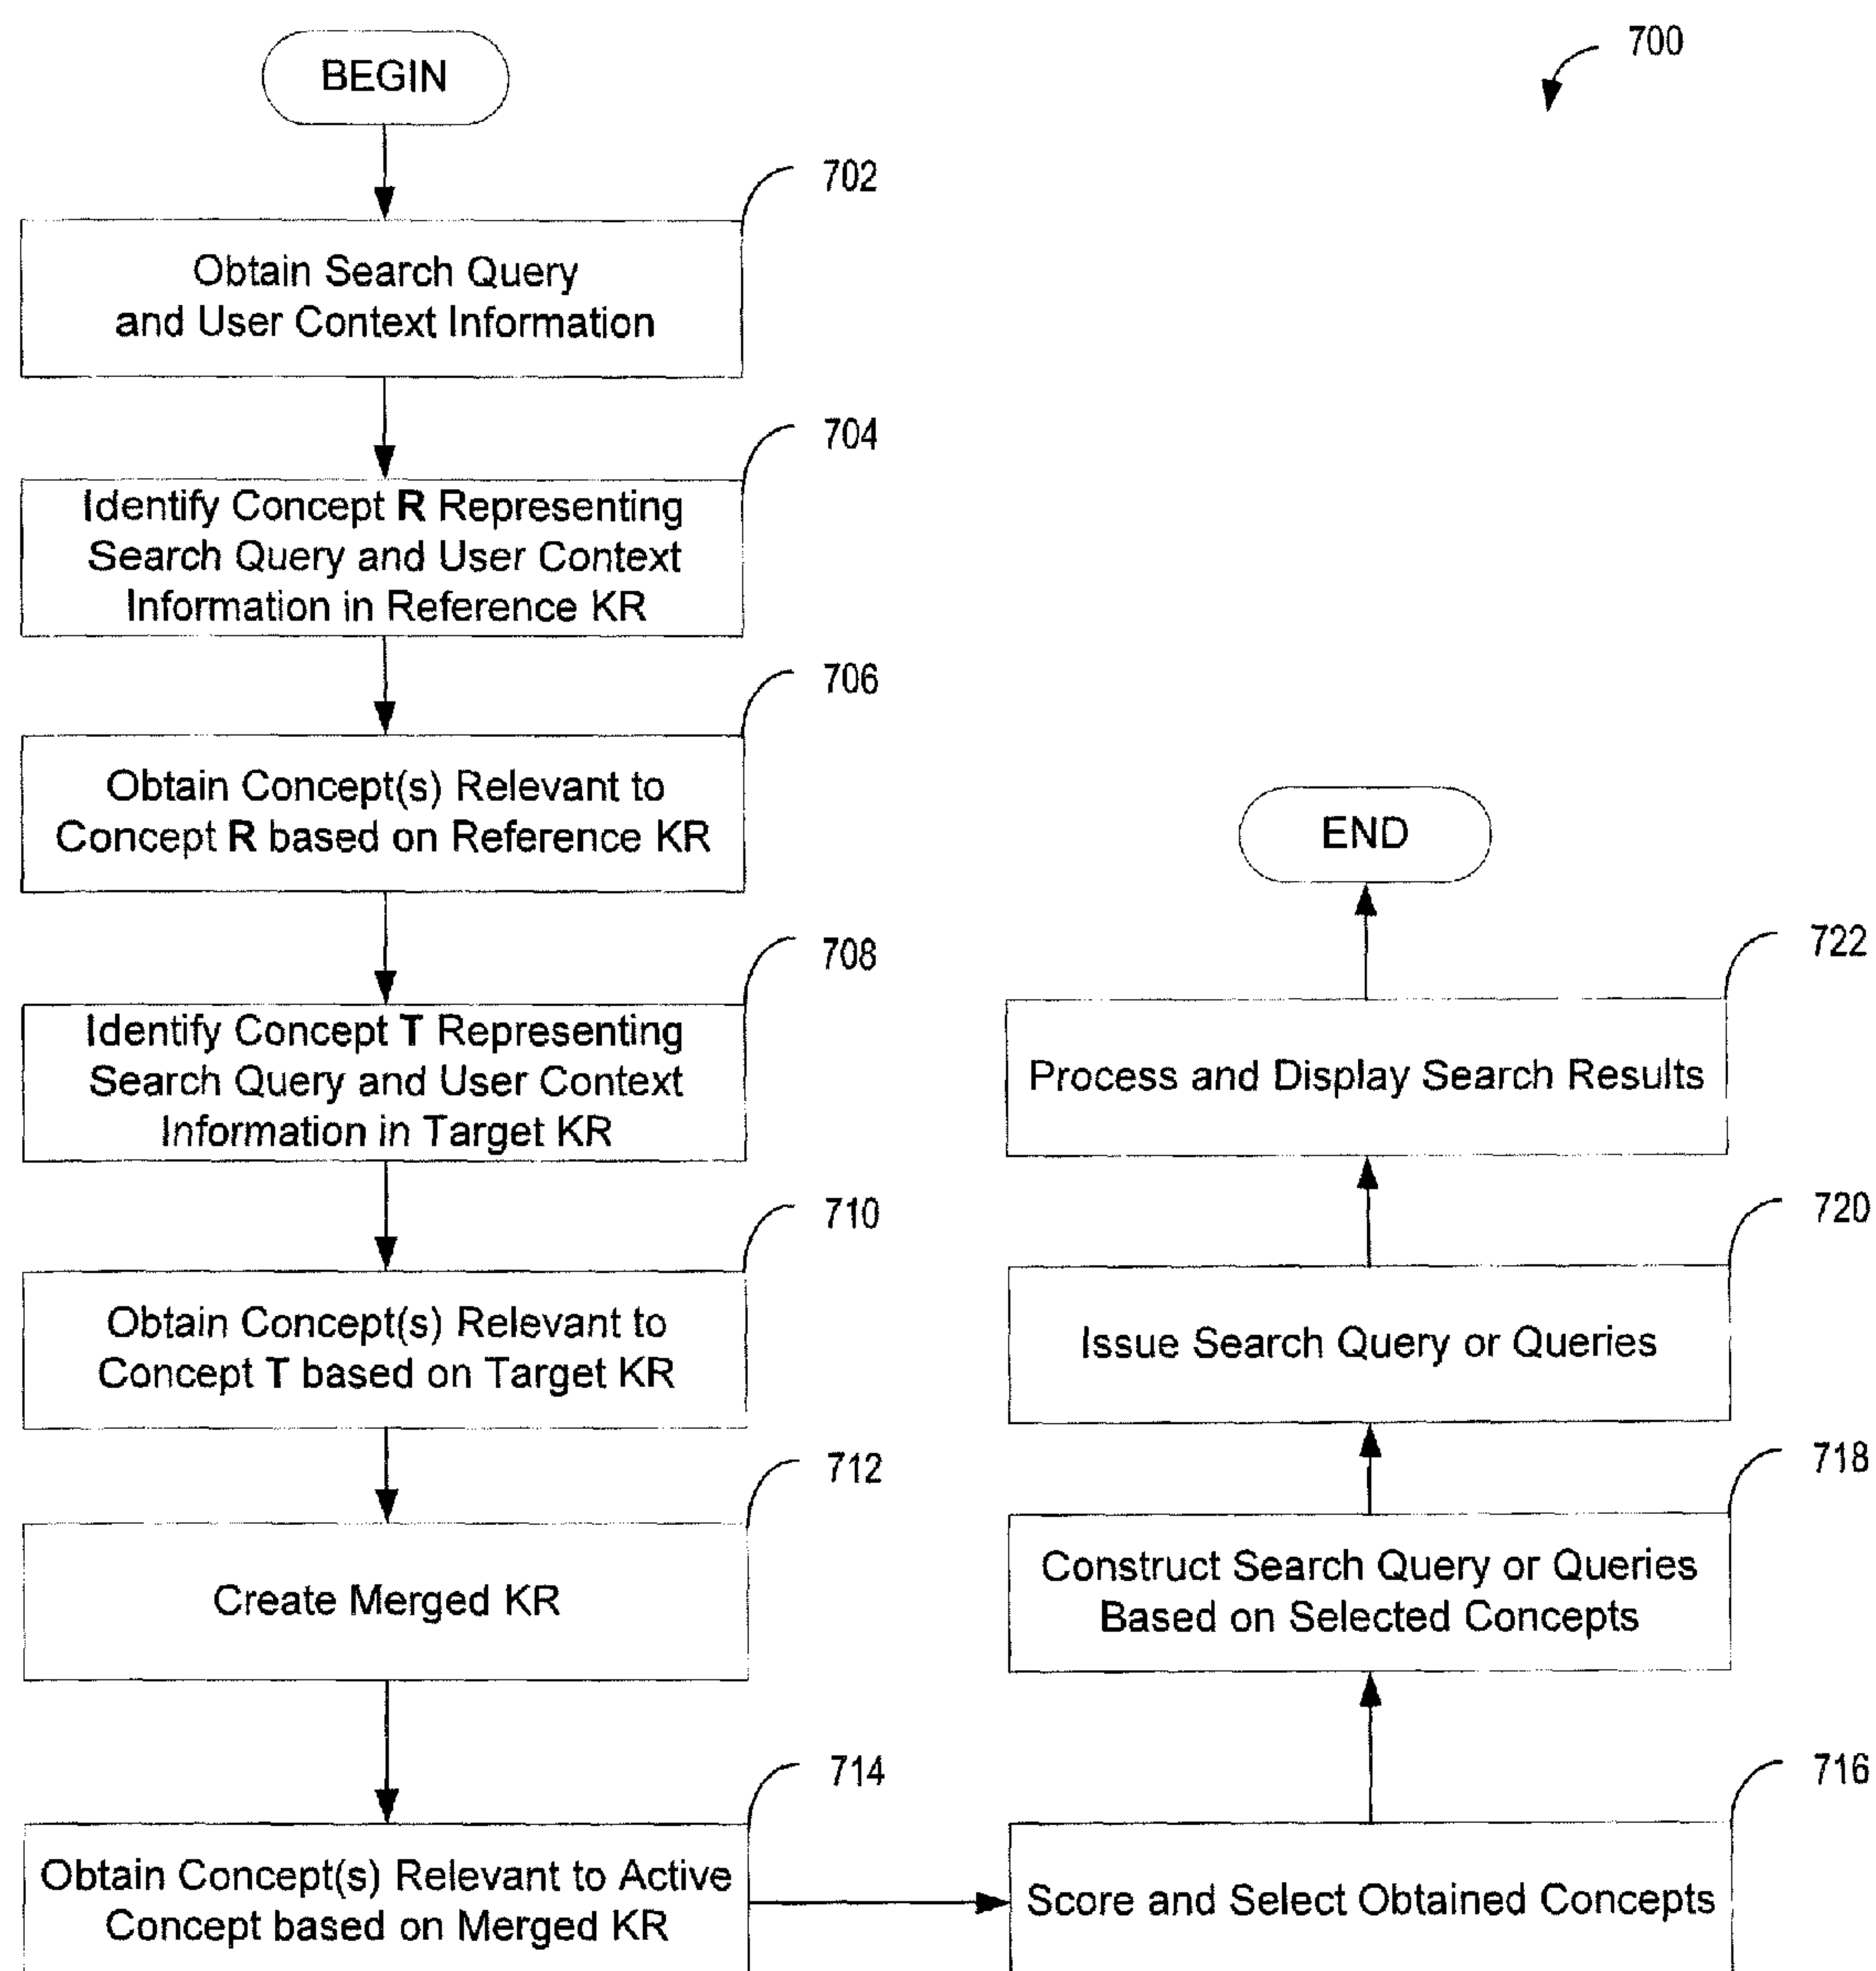 700
BEGIN
702
Obtain Search Query
and User Context Information
704
Identify Concept R Representing
Search Query and User Context
Information in Reference KR
706
Obtain Concept(s) Relevant to
Concept R based on Reference KR
708
Identify Concept T Representing
Search Query and User Context
Information in Target KR
710
Obtain Concept(s) Relevant to
Concept T based on Target KR
712
Create Merged KR
714
Obtain Concept(s) Relevant to Active
Concept based on Merged KR
716
Score and Select Obtained Concepts
718
Construct Search Query or Queries
Based on Selected Concepts
720
Issue Search Query or Queries
722
Process and Display Search Results
END